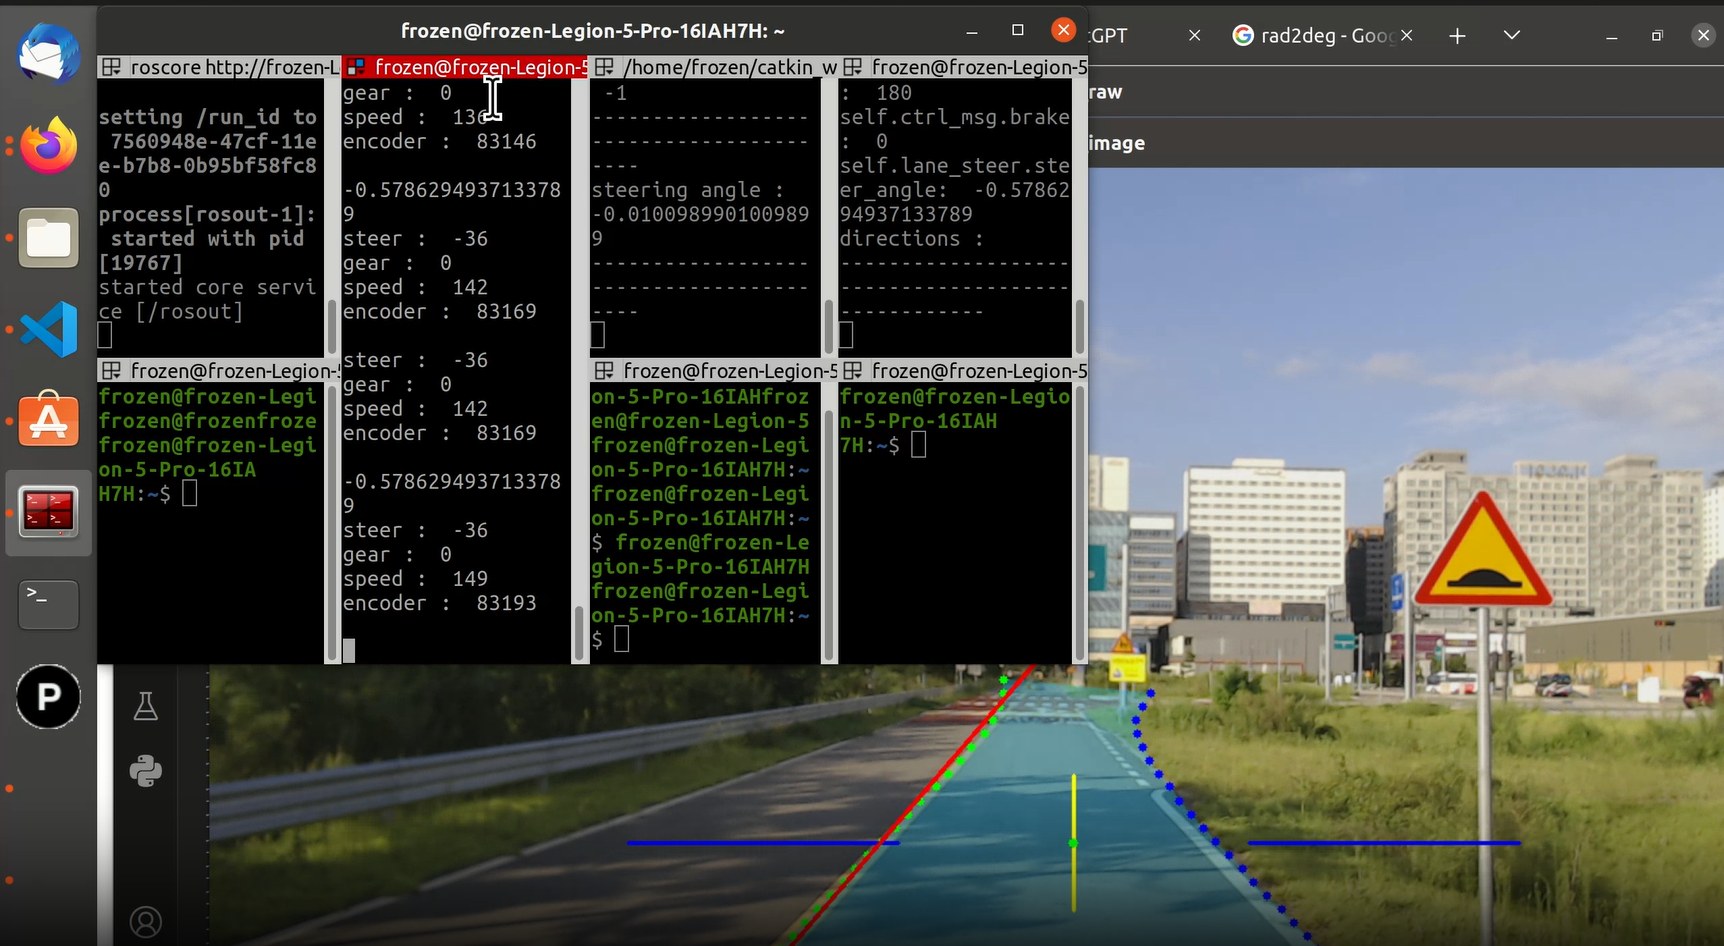 frozen@frozen-Legion-5-Pro-16IAH7H: ~
GPT
rad2deg - Goo
raw
image
roscore http://frozen-L
setting /run_id to
7560948e-47cf-11e
e-b7b8-0b95bf58fc8
0
process[rosout-1]:
started with pid
[19767]
started core servi
ce [/rosout]
frozen@frozen-Legion-5
gear : 0
speed : 136
encoder : 83146
-0.578629493713378
9
steer : -36
gear : 0
speed : 142
encoder : 83169
steer : -36
gear : 0
speed : 142
encoder : 83169
-0.578629493713378
9
steer : -36
gear : 0
speed : 149
encoder : 83193
/home/frozen/catkin_w
-1
------------------
------------------
----
steering angle :
-0.010098990100989
9
------------------
------------------
----
frozen@frozen-Legion-5
: 180
self.ctrl_msg.brake
: 0
self.lane_steer.ste
er_angle: -0.57862
94937133789
directions :
-------------------
-------------------
------------
frozen@frozen-Legion-5
frozen@frozen-Legi
frozen@frozenfroze
frozen@frozen-Legi
on-5-Pro-16IA
H7H:~$
frozen@frozen-Legion-5
on-5-Pro-16IAHfroz
en@frozen-Legion-5
frozen@frozen-Legi
on-5-Pro-16IAH7H:~
frozen@frozen-Legi
on-5-Pro-16IAH7H:~
$ frozen@frozen-Le
gion-5-Pro-16IAH7H
frozen@frozen-Legi
on-5-Pro-16IAH7H:~
$
frozen@frozen-Legion-5
frozen@frozen-Legio
n-5-Pro-16IAH
7H:~$
P